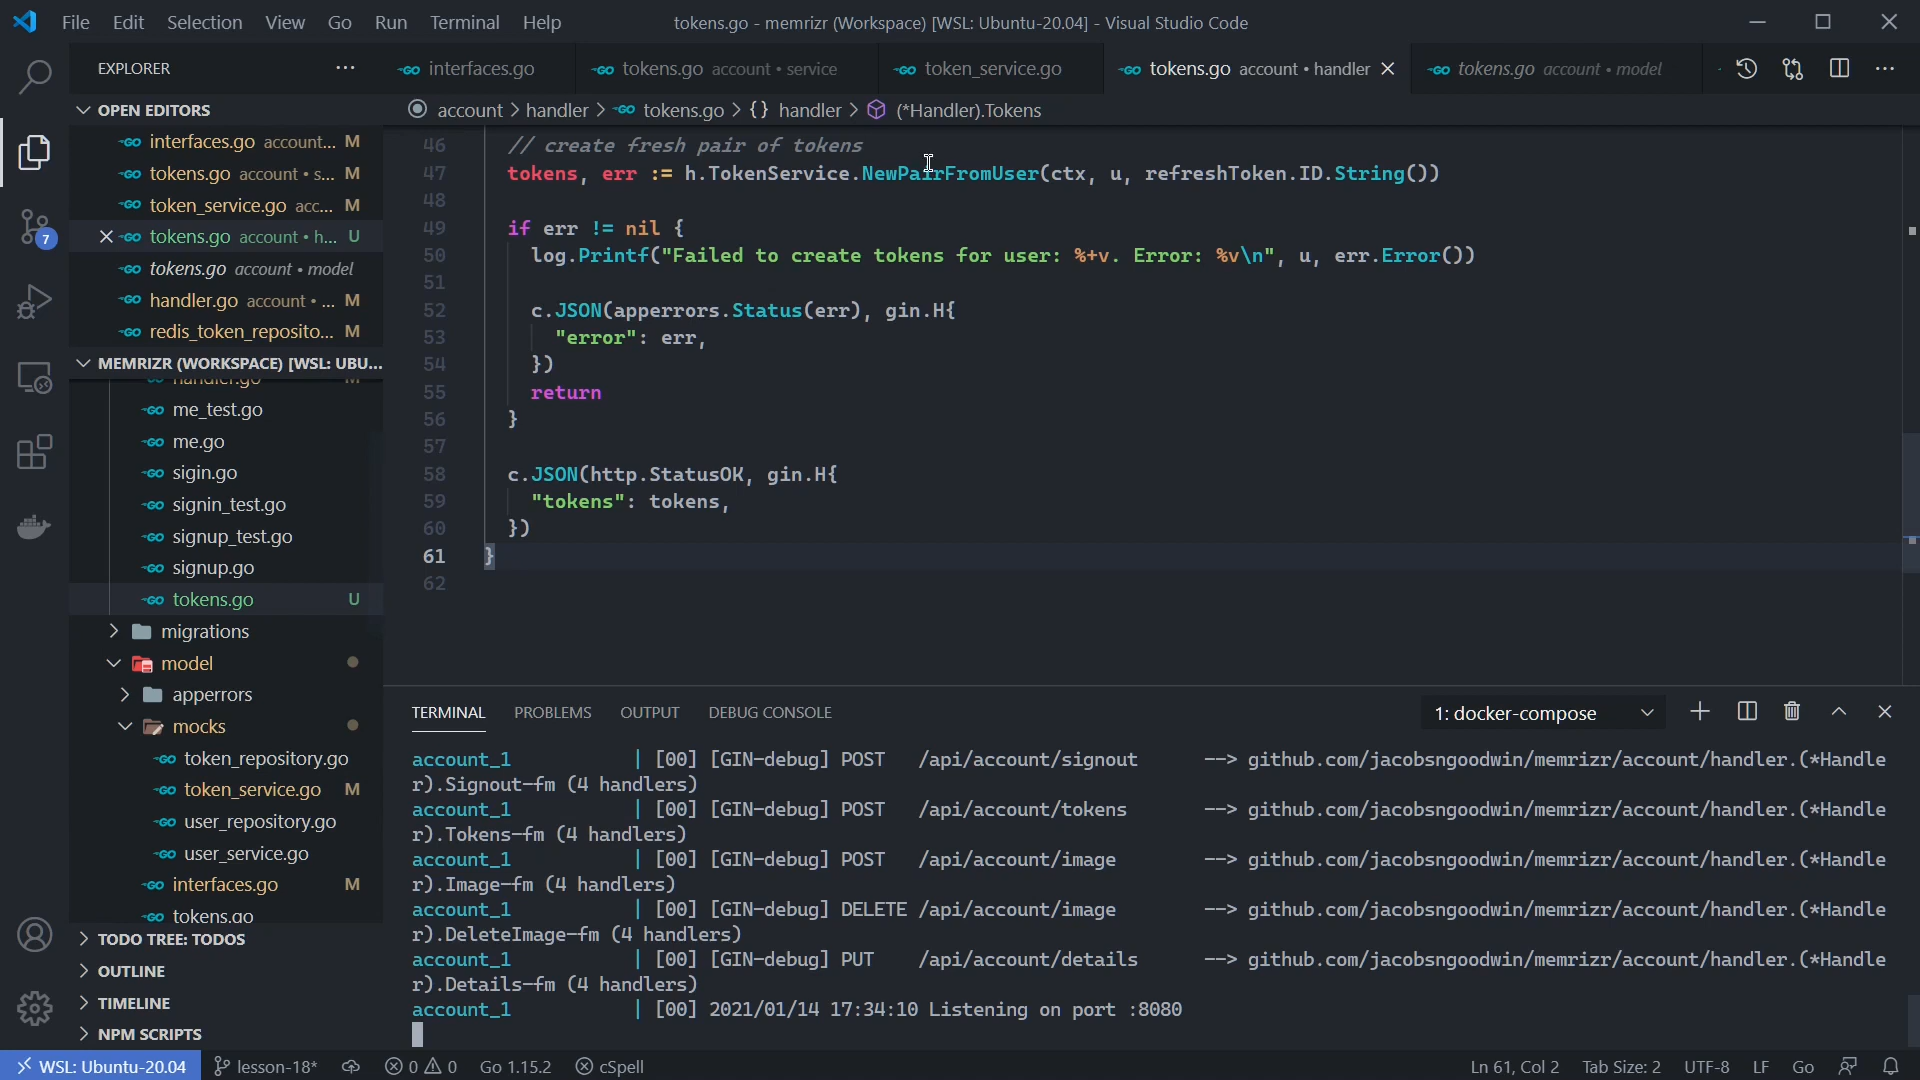 File Edit Selection View Go Run Terminal Help
tokens.go - memrizr (Workspace) [WSL: Ubuntu-20.04] - Visual Studio Code
EXPLORER
interfaces.go
tokens.go account • service
token_service.go
tokens.go account • handler
tokens.go account • model
account > handler > tokens.go > {} handler > (*Handler).Tokens
OPEN EDITORS
interfaces.go account... M
tokens.go account • s... M
token_service.go acc... M
tokens.go account • h... U
tokens.go account • model
handler.go account • ... M
redis_token_reposito... M
MEMRIZR (WORKSPACE) [WSL: UBU...
handler.go M
me_test.go
me.go
sigin.go
signin_test.go
signup_test.go
signup.go
tokens.go U
migrations
model
apperrors
mocks
token_repository.go
token_service.go M
user_repository.go
user_service.go
interfaces.go M
tokens.go
TODO TREE: TODOS
OUTLINE
TIMELINE
NPM SCRIPTS
7
46 // create fresh pair of tokens
47 tokens, err := h.TokenService.NewPairFromUser(ctx, u, refreshToken.ID.String())
48
49 if err != nil {
50 log.Printf("Failed to create tokens for user: %+v. Error: %v\n", u, err.Error())
51
52 c.JSON(apperrors.Status(err), gin.H{
53 "error": err,
54 })
55 return
56 }
57
58 c.JSON(http.StatusOK, gin.H{
59 "tokens": tokens,
60 })
61 }
62
TERMINAL PROBLEMS OUTPUT DEBUG CONSOLE
1: docker-compose
account_1 | [00] [GIN-debug] POST /api/account/signout --> github.com/jacobsngoodwin/memrizr/account/handler.(*Handle
r).Signout-fm (4 handlers)
account_1 | [00] [GIN-debug] POST /api/account/tokens --> github.com/jacobsngoodwin/memrizr/account/handler.(*Handle
r).Tokens-fm (4 handlers)
account_1 | [00] [GIN-debug] POST /api/account/image --> github.com/jacobsngoodwin/memrizr/account/handler.(*Handle
r).Image-fm (4 handlers)
account_1 | [00] [GIN-debug] DELETE /api/account/image --> github.com/jacobsngoodwin/memrizr/account/handler.(*Handle
r).DeleteImage-fm (4 handlers)
account_1 | [00] [GIN-debug] PUT /api/account/details --> github.com/jacobsngoodwin/memrizr/account/handler.(*Handle
r).Details-fm (4 handlers)
account_1 | [00] 2021/01/14 17:34:10 Listening on port :8080
WSL: Ubuntu-20.04 lesson-18* 0 0 Go 1.15.2 cSpell
Ln 61, Col 2 Tab Size: 2 UTF-8 LF Go